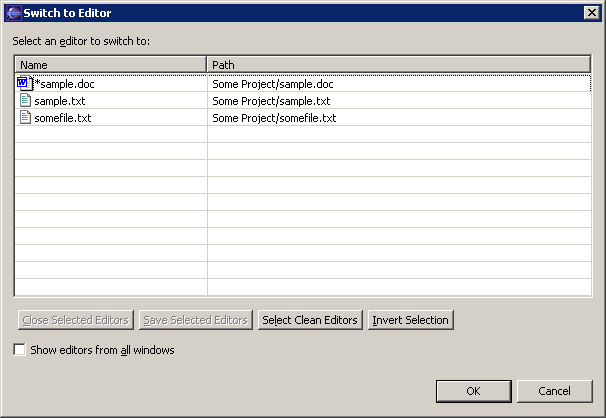 Switch to Editor
Select an editor to switch to:
Name Path
*sample.doc Some Project/sample.doc
sample.txt Some Project/sample.txt
somefile.txt Some Project/somefile.txt
Close Selected Editors Save Selected Editors Select Clean Editors Invert Selection
Show editors from all windows
OK Cancel